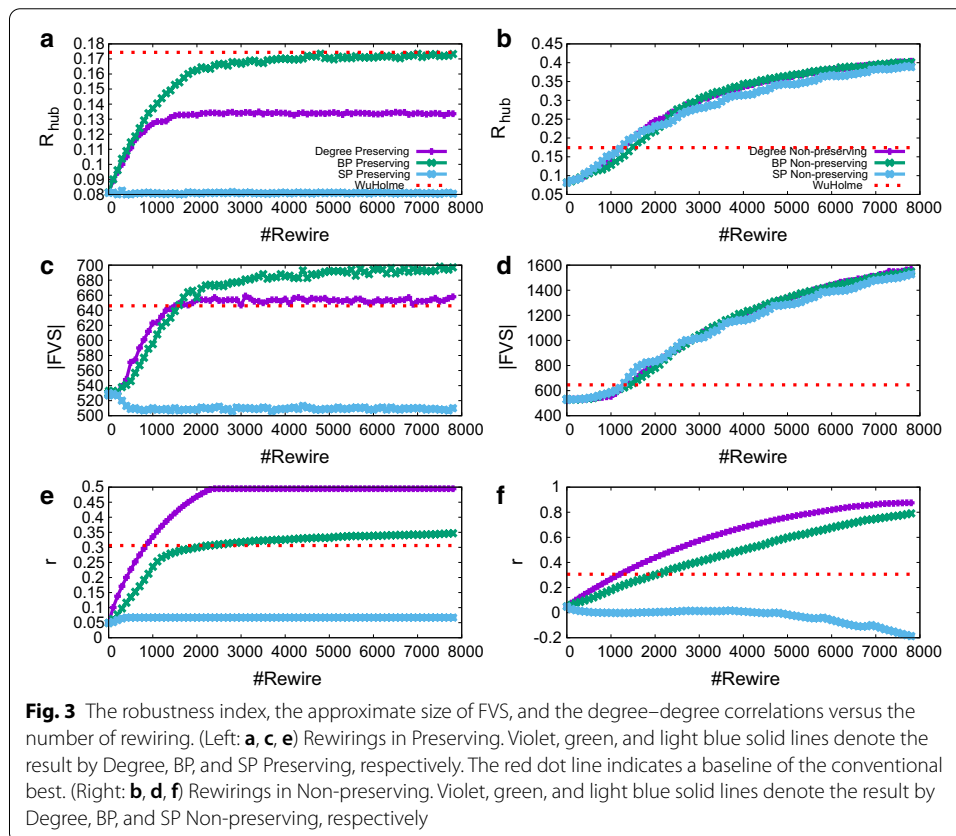 a
R_hub
0.18
0.17
0.16
0.15
0.14
0.13
0.12
0.11
0.1
0.09
0.08
Degree Preserving
BP Preserving
SP Preserving
WuHolme
0 1000 2000 3000 4000 5000 6000 7000 8000
#Rewire
b
R_hub
0.45
0.4
0.35
0.3
0.25
0.2
0.15
0.1
0.05
Degree Non-preserving
BP Non-preserving
SP Non-preserving
WuHolme
0 1000 2000 3000 4000 5000 6000 7000 8000
#Rewire
c
|FVS|
700
680
660
640
620
600
580
560
540
520
500
0 1000 2000 3000 4000 5000 6000 7000 8000
#Rewire
d
|FVS|
1600
1400
1200
1000
800
600
400
0 1000 2000 3000 4000 5000 6000 7000 8000
#Rewire
e
r
0.5
0.45
0.4
0.35
0.3
0.25
0.2
0.15
0.1
0.05
0
0 1000 2000 3000 4000 5000 6000 7000 8000
#Rewire
f
r
1
0.8
0.6
0.4
0.2
0
-0.2
0 1000 2000 3000 4000 5000 6000 7000 8000
#Rewire
Fig. 3 The robustness index, the approximate size of FVS, and the degree–degree correlations versus the
number of rewiring. (Left: a, c, e) Rewirings in Preserving. Violet, green, and light blue solid lines denote the
result by Degree, BP, and SP Preserving, respectively. The red dot line indicates a baseline of the conventional
best. (Right: b, d, f) Rewirings in Non-preserving. Violet, green, and light blue solid lines denote the result by
Degree, BP, and SP Non-preserving, respectively